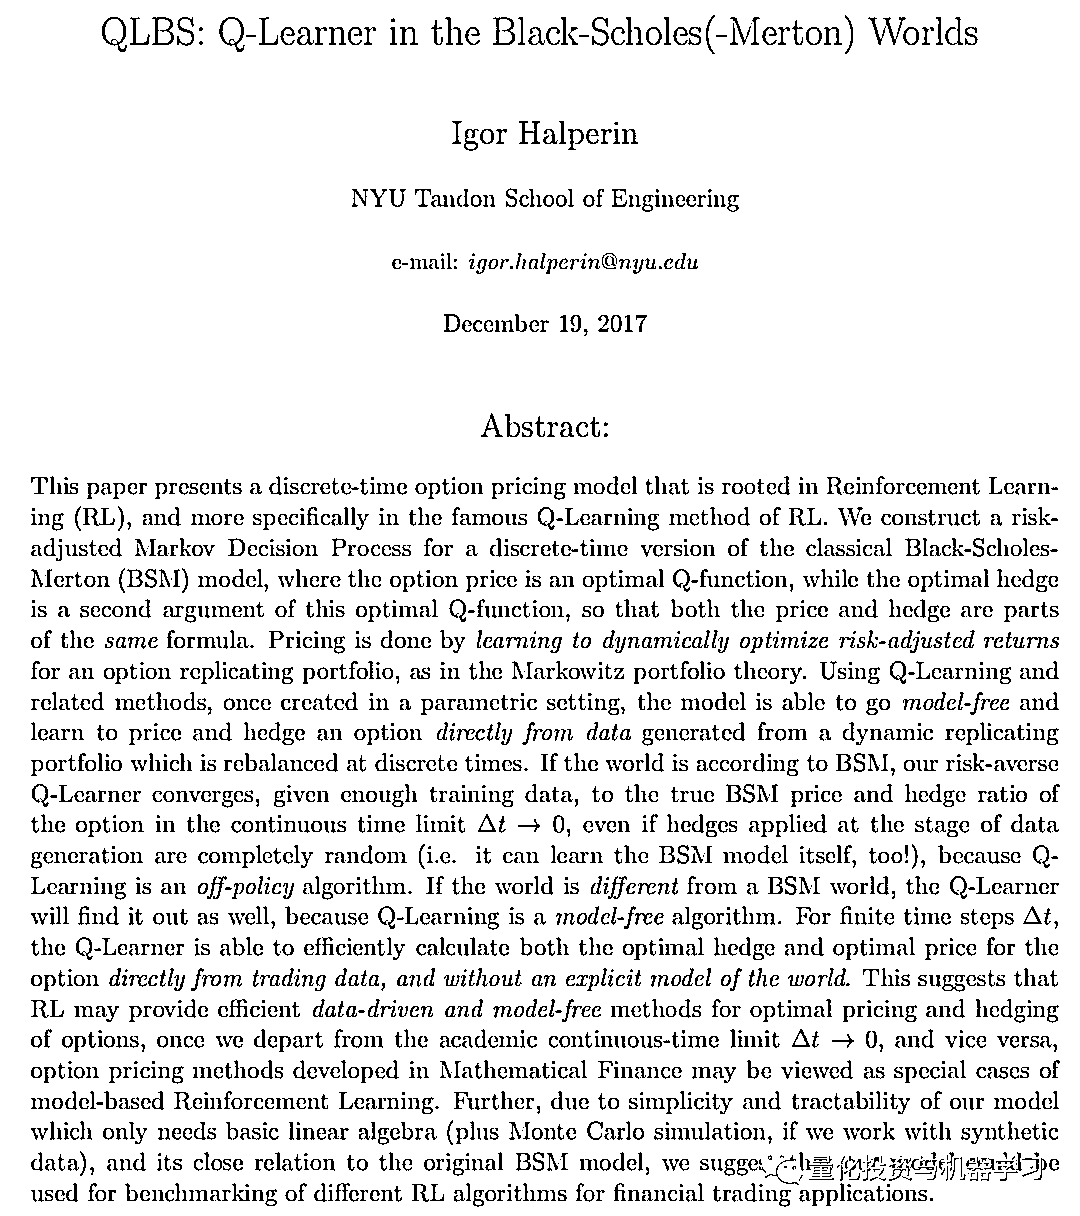 QLBS: Q-Learner in the Black-Scholes(-Merton) Worlds
Igor Halperin
NYU Tandon School of Engineering
e-mail: igor.halperin@nyu.edu
December 19, 2017
Abstract:
This paper presents a discrete-time option pricing model that is rooted in Reinforcement Learn-
ing (RL), and more specifically in the famous Q-Learning method of RL. We construct a risk-
adjusted Markov Decision Process for a discrete-time version of the classical Black-Scholes-
Merton (BSM) model, where the option price is an optimal Q-function, while the optimal hedge
is a second argument of this optimal Q-function, so that both the price and hedge are parts
of the same formula. Pricing is done by learning to dynamically optimize risk-adjusted returns
for an option replicating portfolio, as in the Markowitz portfolio theory. Using Q-Learning and
related methods, once created in a parametric setting, the model is able to go model-free and
learn to price and hedge an option directly from data generated from a dynamic replicating
portfolio which is rebalanced at discrete times. If the world is according to BSM, our risk-averse
Q-Learner converges, given enough training data, to the true BSM price and hedge ratio of
the option in the continuous time limit Δt → 0, even if hedges applied at the stage of data
generation are completely random (i.e. it can learn the BSM model itself, too!), because Q-
Learning is an off-policy algorithm. If the world is different from a BSM world, the Q-Learner
will find it out as well, because Q-Learning is a model-free algorithm. For finite time steps Δt,
the Q-Learner is able to efficiently calculate both the optimal hedge and optimal price for the
option directly from trading data, and without an explicit model of the world. This suggests that
RL may provide efficient data-driven and model-free methods for optimal pricing and hedging
of options, once we depart from the academic continuous-time limit Δt → 0, and vice versa,
option pricing methods developed in Mathematical Finance may be viewed as special cases of
model-based Reinforcement Learning. Further, due to simplicity and tractability of our model
which only needs basic linear algebra (plus Monte Carlo simulation, if we work with synthetic
data), and its close relation to the original BSM model, we be
量化投资与机器学习
used for benchmarking of different RL algorithms for financial trading applications.